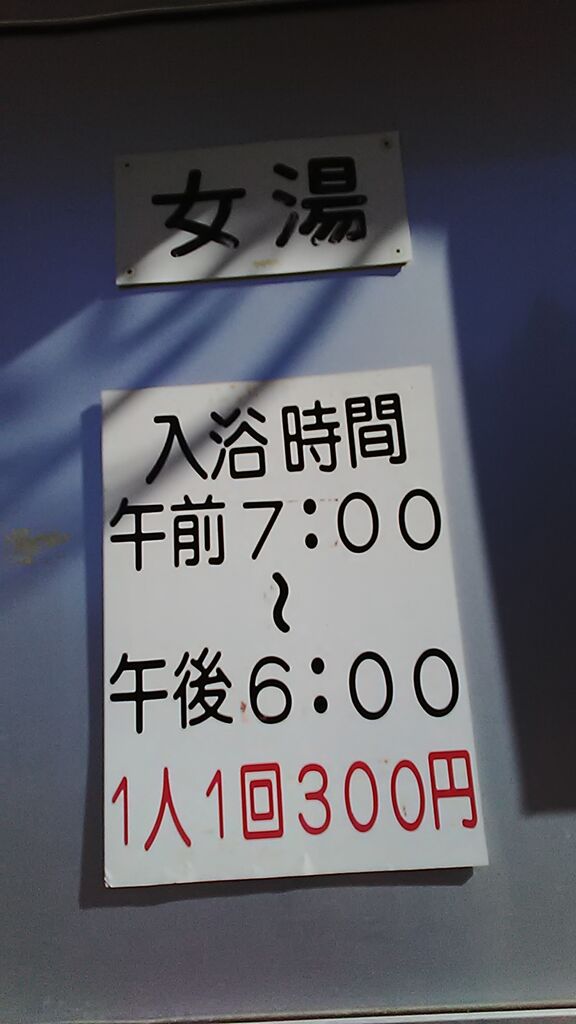 女湯
入浴時間
午前7:00
~
午後6:00
1人1回300円